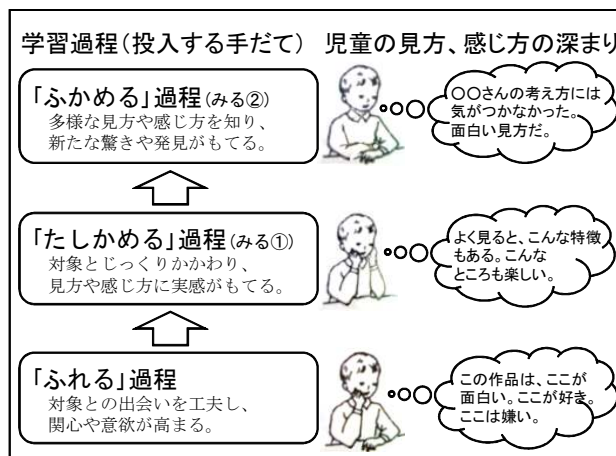 学習過程(投入する手だて) 児童の見方、感じ方の深まり
「ふかめる」過程(みる②)
多様な見方や感じ方を知り、
新たな驚きや発見がもてる。
〇〇さんの考え方には
気がつかなかった。
面白い見方だ。
「たしかめる」過程(みる①)
対象とじっくりかかわり、
見方や感じ方に実感がもてる。
よく見ると、こんな特徴
もある。こんな
ところも楽しい。
「ふれる」過程
対象との出会いを工夫し、
関心や意欲が高まる。
この作品は、ここが
面白い。ここが好き。
ここは嫌い。